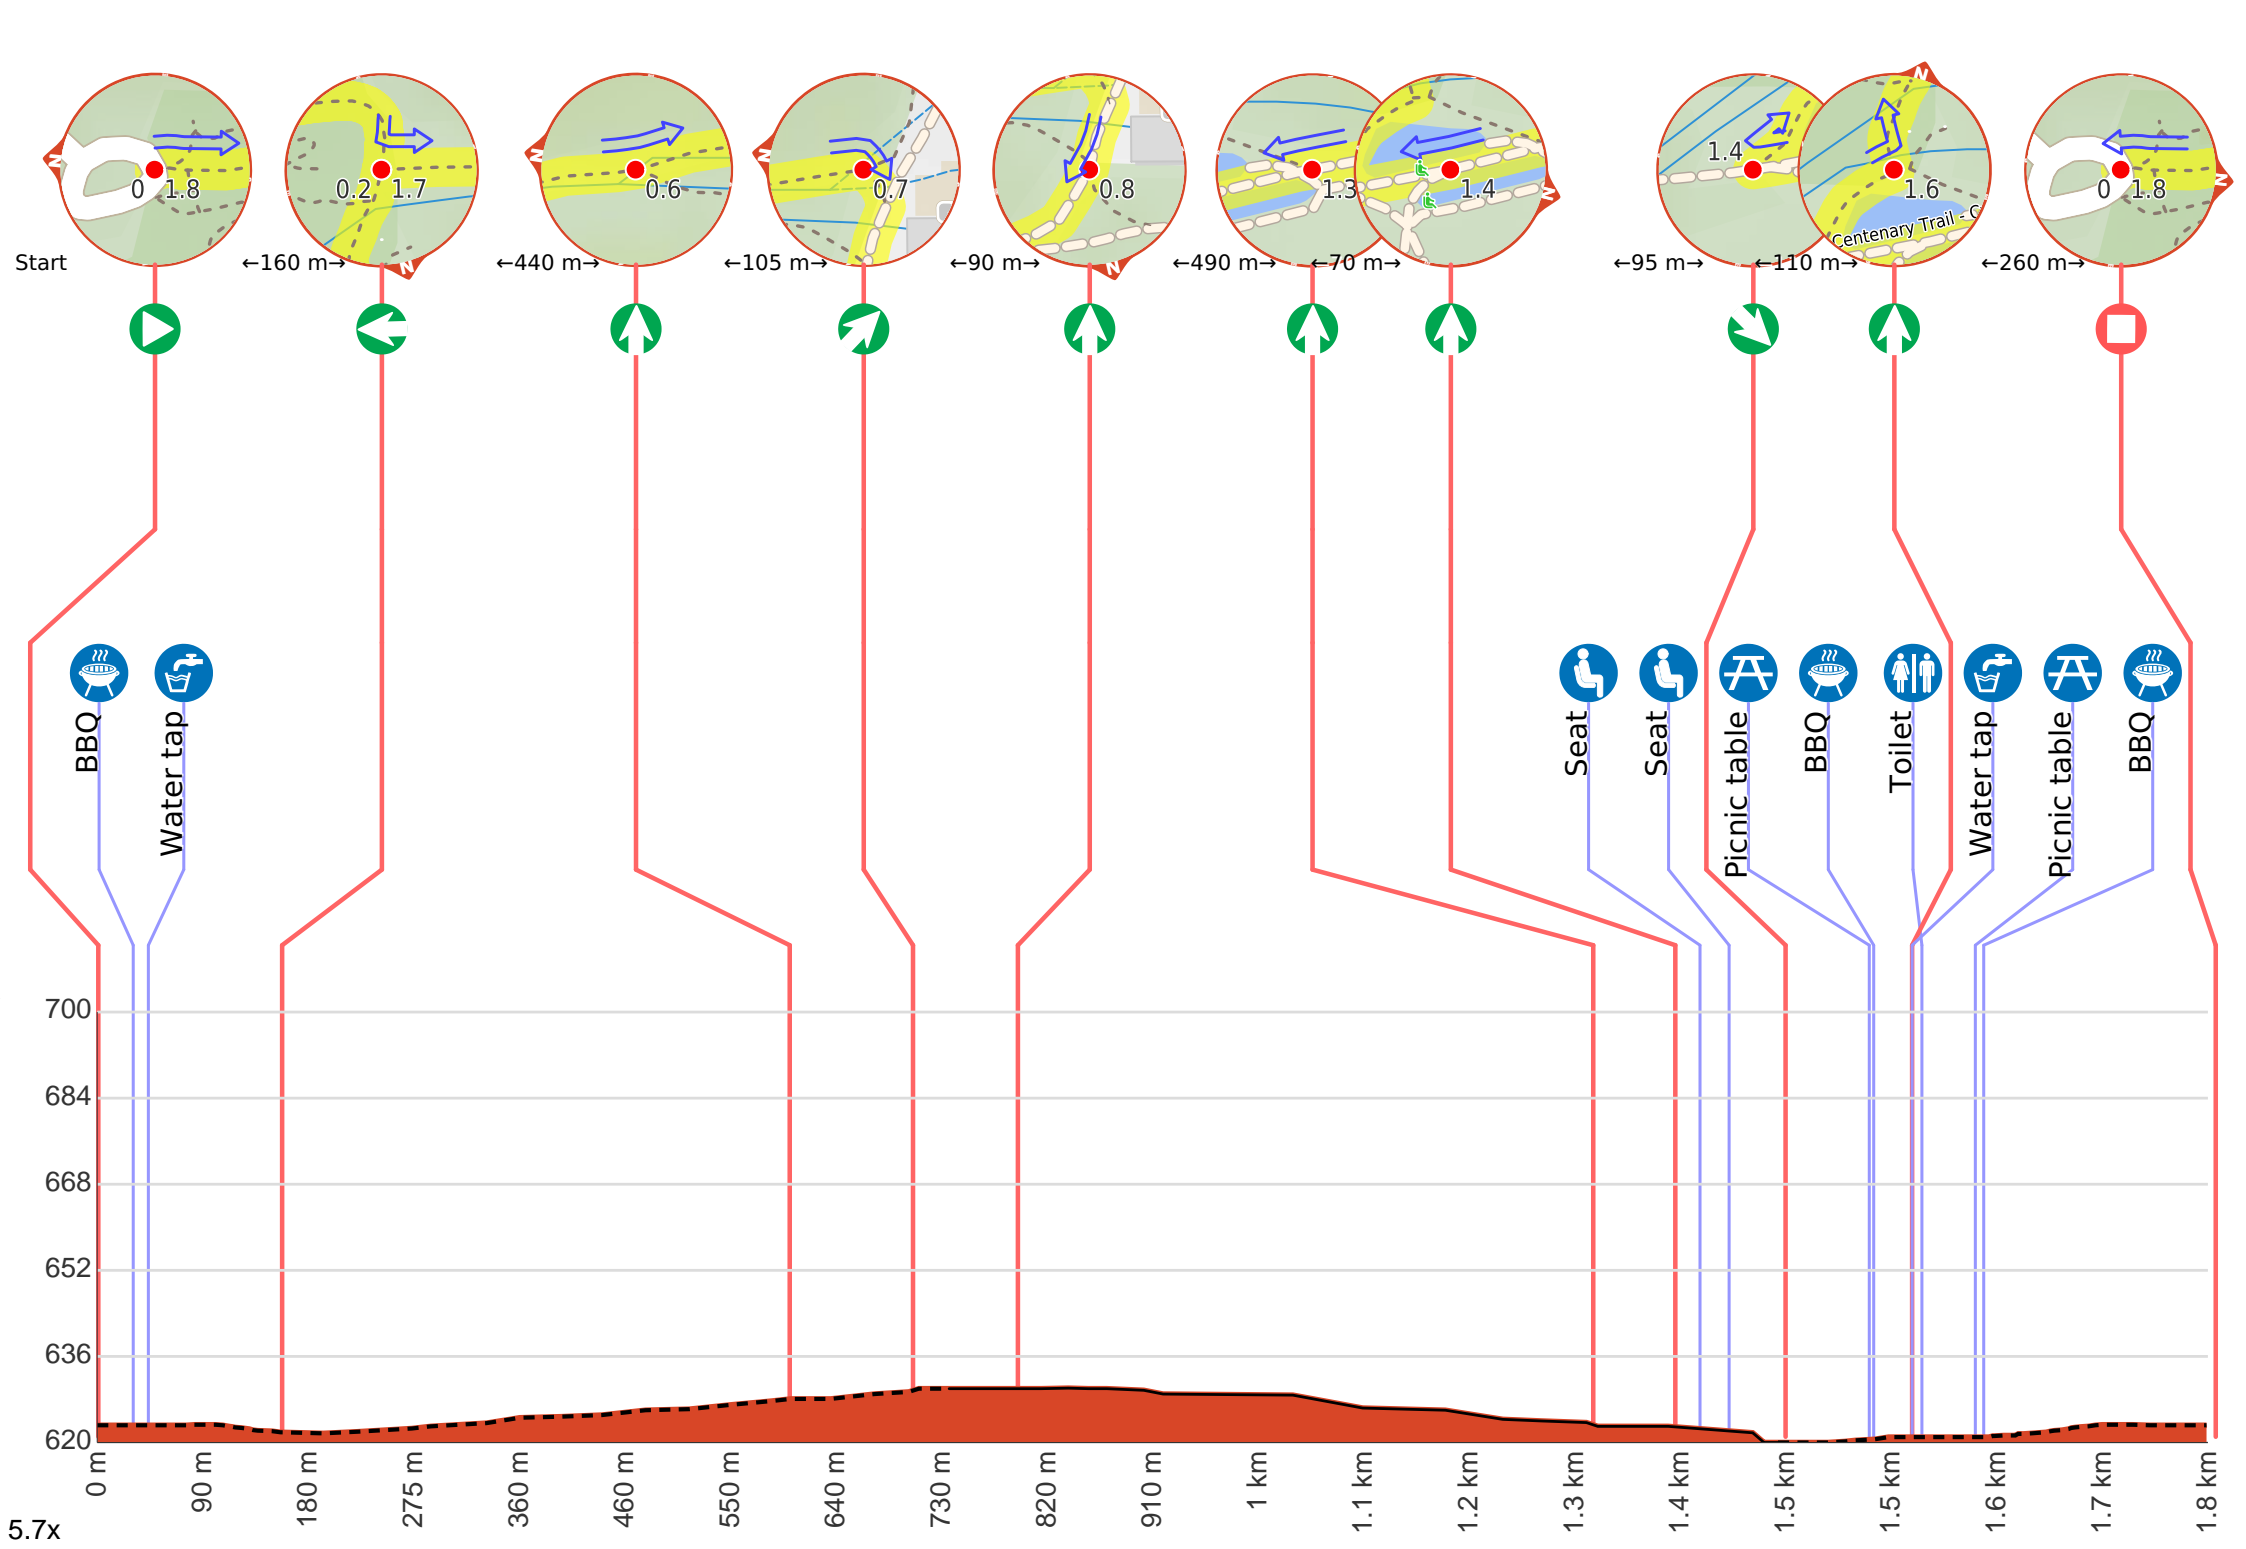 N
N
N
N
N
N
N
N
0 1.8
0.2 1.7
0.6
0.7
0.8
1.3
1.4
1.4
1.6
Centenary Trail - C
0 1.8
Start
←160 m→
←440 m→
←105 m→
←90 m→
←490 m→
←70 m→
←95 m→
←110 m→
←260 m→
BBQ
Water tap
Seat
Seat
Picnic table
BBQ
Toilet
Water tap
Picnic table
BBQ
700
684
668
652
636
620
0 m
90 m
180 m
275 m
360 m
460 m
550 m
640 m
730 m
820 m
910 m
1 km
1.11 km
1.2 km
1.3 km
1.4 km
1.5 km
1.5 km
1.6 km
1.7 km
1.8 km
5.7x